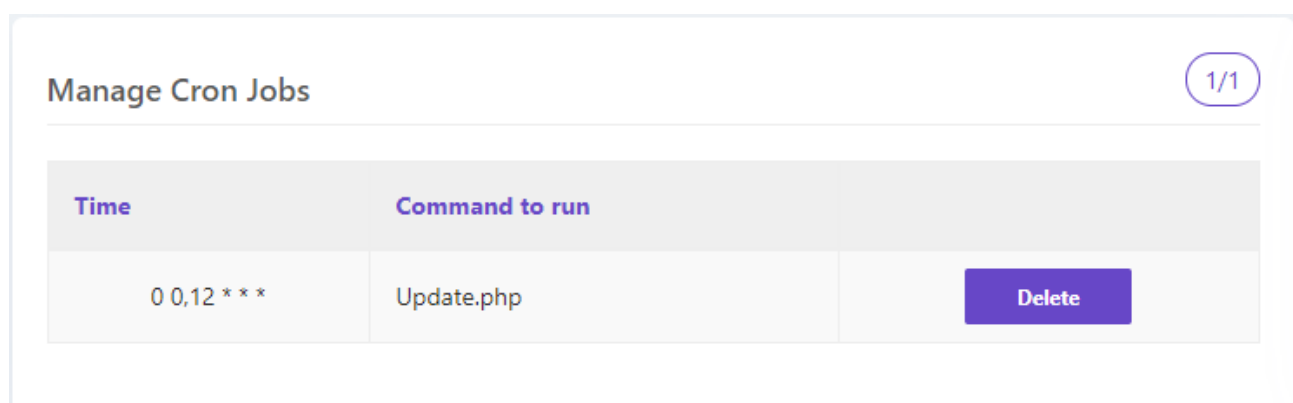 Manage Cron Jobs
1/1
Time Command to run
0 0,12 * * * Update.php Delete